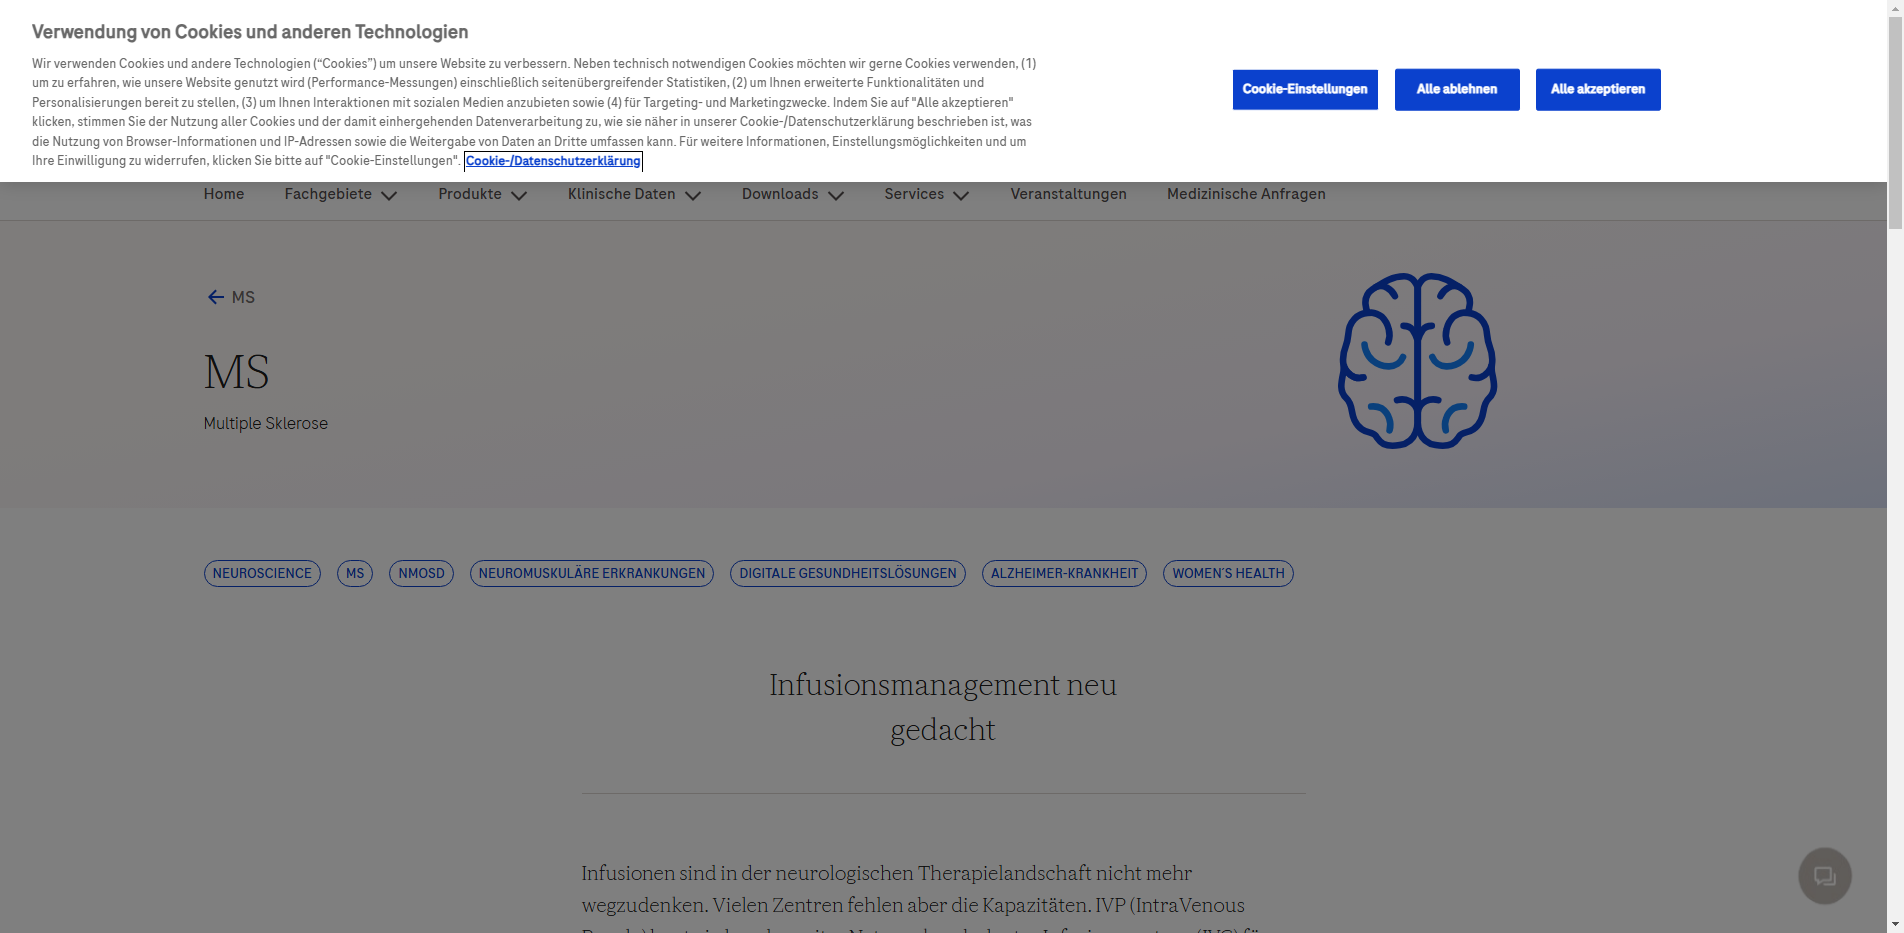 Verwendung von Cookies und anderen Technologien
Wir verwenden Cookies und andere Technologien (“Cookies”) um unsere Website zu verbessern. Neben technisch notwendigen Cookies möchten wir gerne Cookies verwenden, (1)
um zu erfahren, wie unsere Website genutzt wird (Performance-Messungen) einschließlich seitenübergreifender Statistiken, (2) um Ihnen erweiterte Funktionalitäten und
Personalisierungen bereit zu stellen, (3) um Ihnen Interaktionen mit sozialen Medien anzubieten sowie (4) für Targeting- und Marketingzwecke. Indem Sie auf "Alle akzeptieren"
klicken, stimmen Sie der Nutzung aller Cookies und der damit einhergehenden Datenverarbeitung zu, wie sie näher in unserer Cookie-/Datenschutzerklärung beschrieben ist, was
die Nutzung von Browser-Informationen und IP-Adressen sowie die Weitergabe von Daten an Dritte umfassen kann. Für weitere Informationen, Einstellungsmöglichkeiten und um
Ihre Einwilligung zu widerrufen, klicken Sie bitte auf "Cookie-Einstellungen". Cookie-/Datenschutzerklärung
Cookie-Einstellungen Alle ablehnen Alle akzeptieren
Home Fachgebiete Produkte Klinische Daten Downloads Services Veranstaltungen Medizinische Anfragen
MS
MS
Multiple Sklerose
NEUROSCIENCE MS NMOSD NEUROMUSKULÄRE ERKRANKUNGEN DIGITALE GESUNDHEITSLÖSUNGEN ALZHEIMER-KRANKHEIT WOMEN'S HEALTH
Infusionsmanagement neu
gedacht
Infusionen sind in der neurologischen Therapielandschaft nicht mehr
wegzudenken. Vielen Zentren fehlen aber die Kapazitäten. IVP (IntraVenous